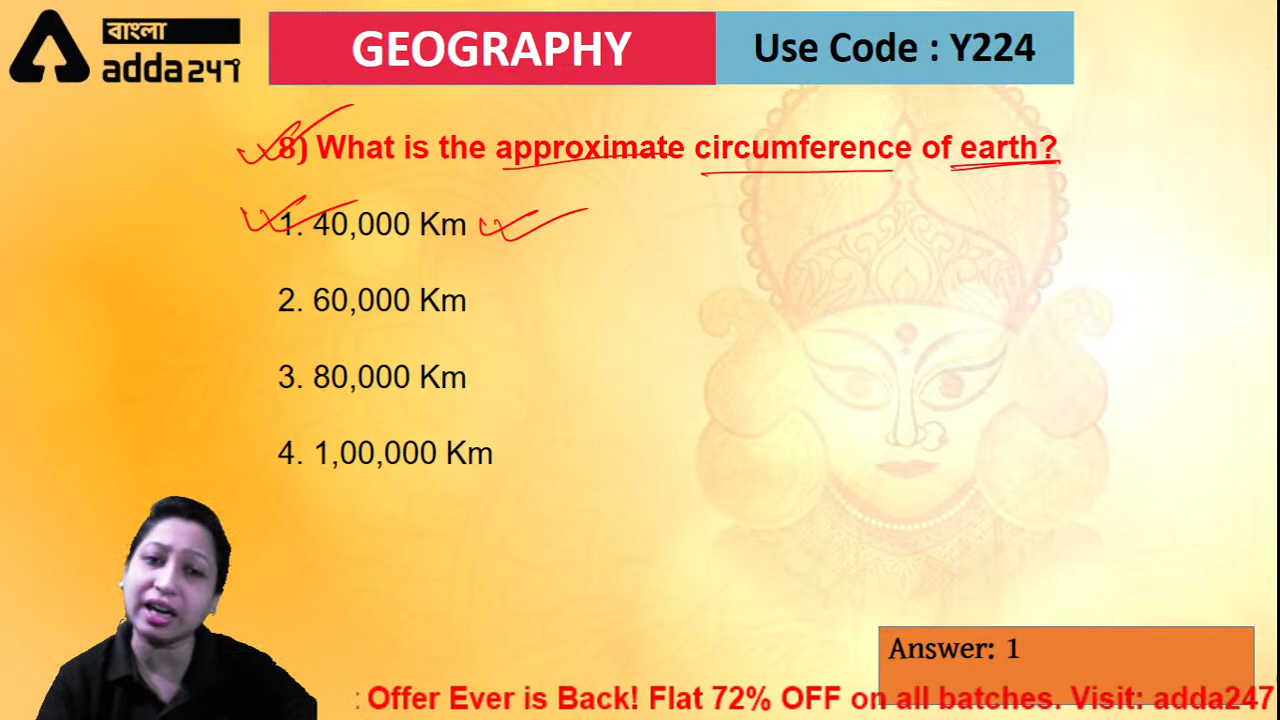 বাংলা
adda247
GEOGRAPHY
Use Code : Y224
8) What is the approximate circumference of earth?
1. 40,000 Km
2. 60,000 Km
3. 80,000 Km
4. 1,00,000 Km
Answer: 1
: Offer Ever is Back! Flat 72% OFF on all batches. Visit: adda247